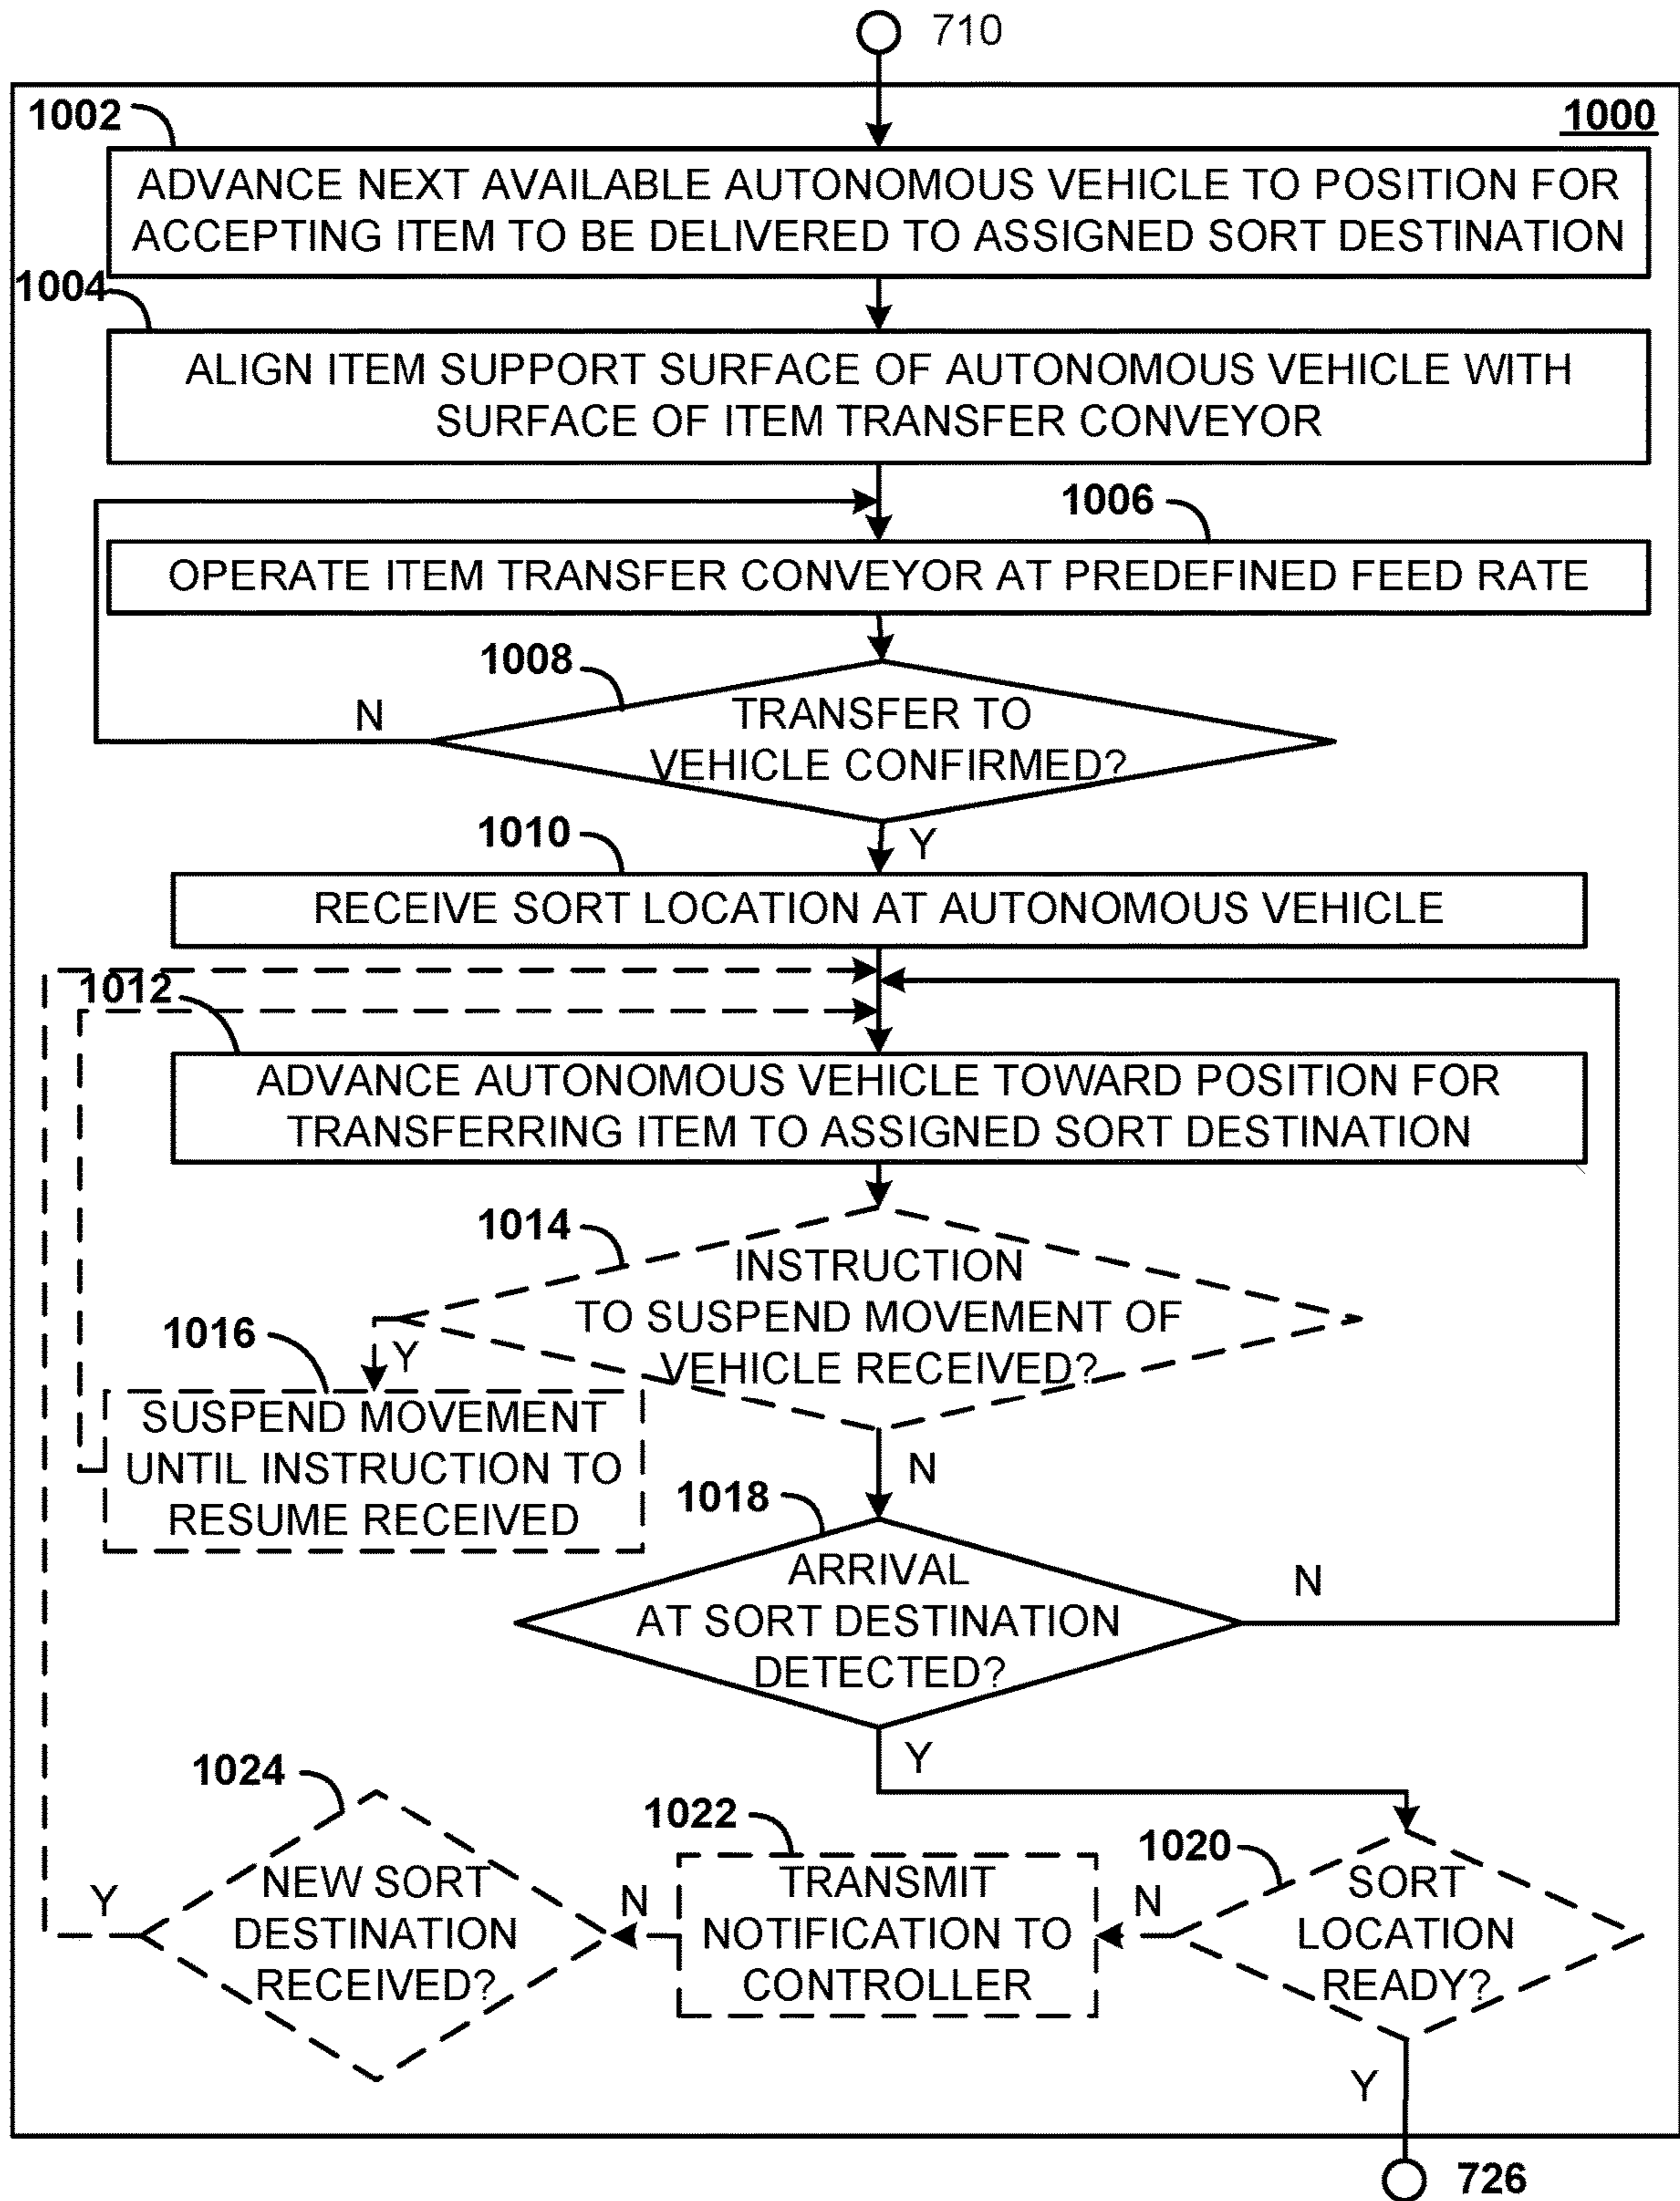 710
1002
1000
ADVANCE NEXT AVAILABLE AUTONOMOUS VEHICLE TO POSITION FOR
ACCEPTING ITEM TO BE DELIVERED TO ASSIGNED SORT DESTINATION
1004
ALIGN ITEM SUPPORT SURFACE OF AUTONOMOUS VEHICLE WITH
SURFACE OF ITEM TRANSFER CONVEYOR
1006
OPERATE ITEM TRANSFER CONVEYOR AT PREDEFINED FEED RATE
1008
N
TRANSFER TO
VEHICLE CONFIRMED?
1010
Y
RECEIVE SORT LOCATION AT AUTONOMOUS VEHICLE
1012
ADVANCE AUTONOMOUS VEHICLE TOWARD POSITION FOR
TRANSFERRING ITEM TO ASSIGNED SORT DESTINATION
1014
INSTRUCTION
TO SUSPEND MOVEMENT OF
VEHICLE RECEIVED?
1016
Y
SUSPEND MOVEMENT
UNTIL INSTRUCTION TO
RESUME RECEIVED
N
1018
ARRIVAL
AT SORT DESTINATION
DETECTED?
N
Y
1024
1022
1020
Y
NEW SORT
DESTINATION
RECEIVED?
N
TRANSMIT
NOTIFICATION TO
CONTROLLER
N
SORT
LOCATION
READY?
Y
726